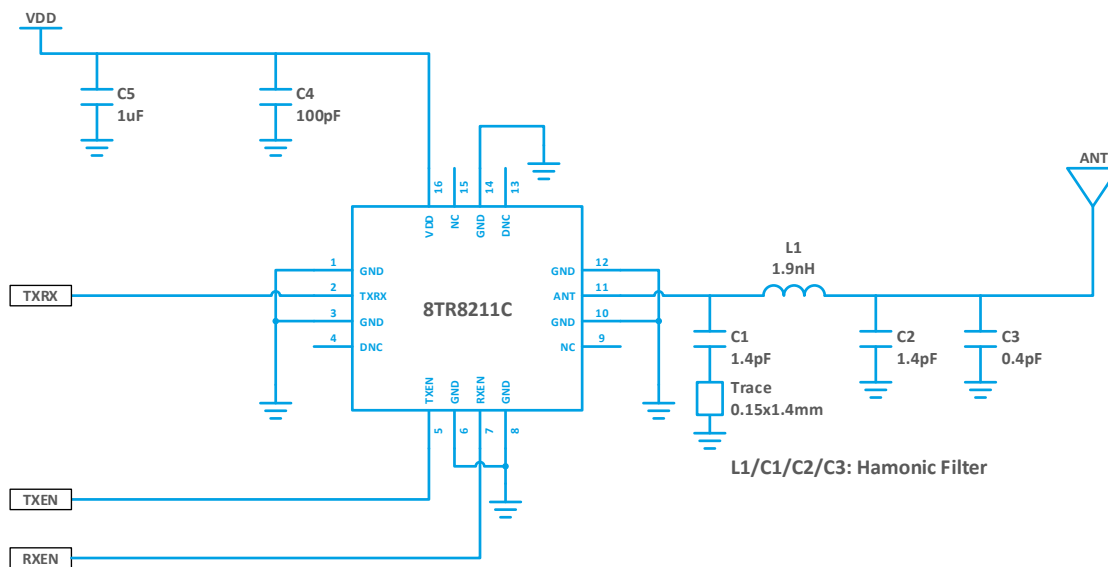 VDD
C5
1uF
C4
100pF
ANT
16
15
14
13
VDD
NC
GND
DNC
L1
1.9nH
1
GND
12
GND
TXRX
2
TXRX
8TR8211C
11
ANT
3
GND
10
GND
4
DNC
9
NC
C1
1.4pF
C2
1.4pF
C3
0.4pF
TXEN
GND
RXEN
GND
5
6
7
8
Trace
0.15x1.4mm
L1/C1/C2/C3: Hamonic Filter
TXEN
RXEN